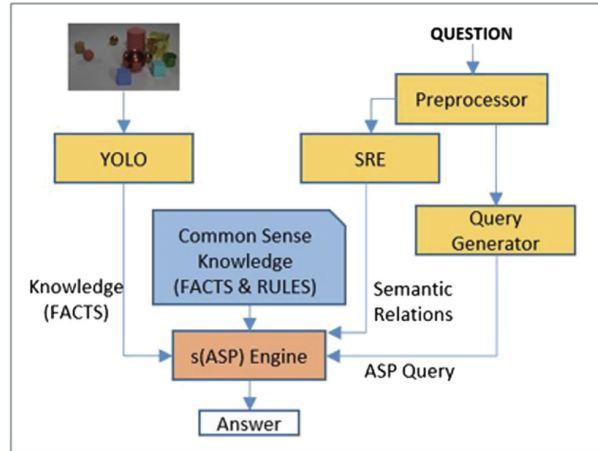 QUESTION
Preprocessor
YOLO
SRE
Query
Generator
Common Sense
Knowledge
(FACTS & RULES)
Knowledge
(FACTS)
Semantic
Relations
s(ASP) Engine
ASP Query
Answer